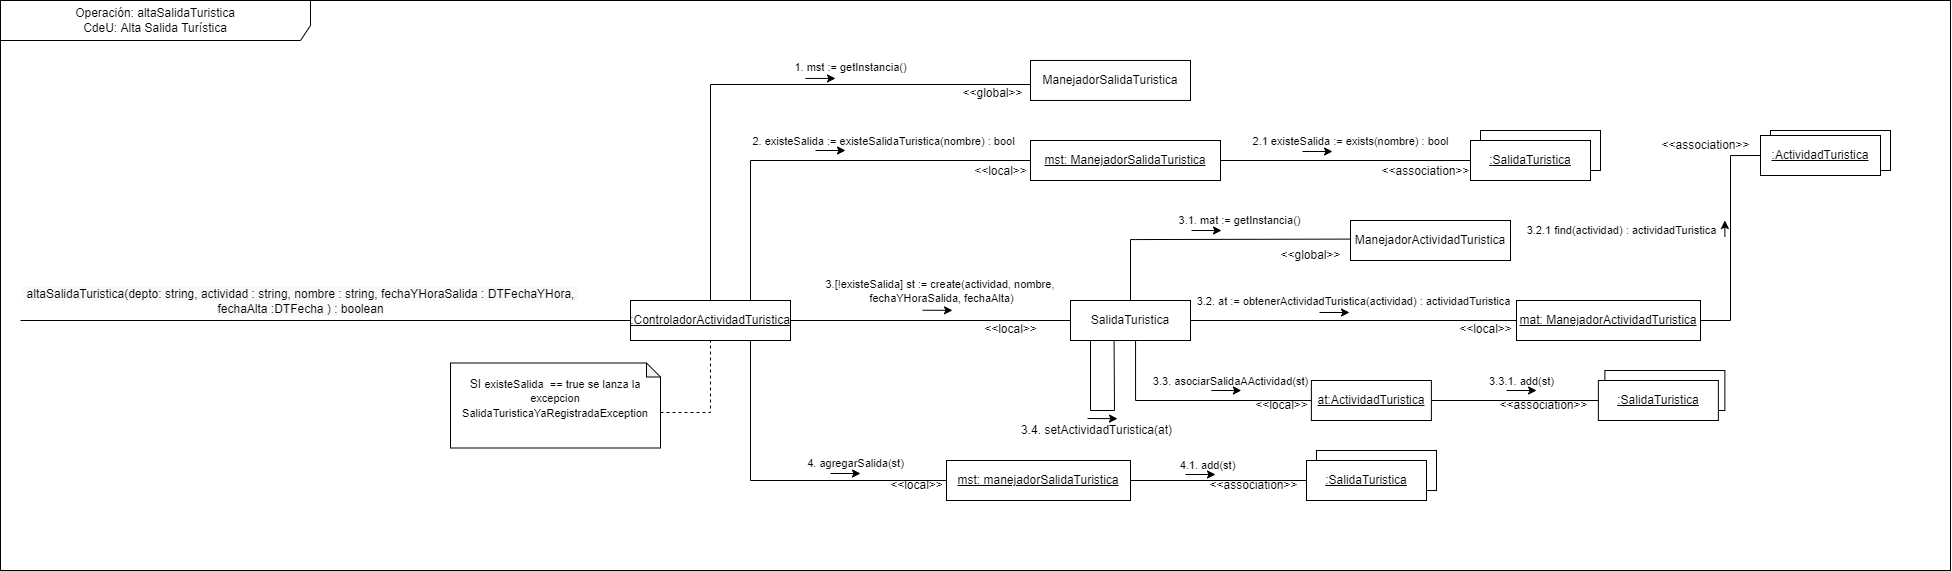 Operación: altaSalidaTuristica
CdeU: Alta Salida Turística
1. mst := getInstancia()
ManejadorSalidaTuristica
<<global>>
2. existeSalida := existeSalidaTuristica(nombre) : bool
<<local>>
mst: ManejadorSalidaTuristica
2.1 existeSalida := exists(nombre) : bool
<<association>>
:SalidaTuristica
<<association>>
:ActividadTuristica
3.1. mat := getInstancia()
<<global>>
ManejadorActividadTuristica
3.2.1 find(actividad) : actividadTuristica
altaSalidaTuristica(depto: string, actividad : string, nombre : string, fechaYHoraSalida : DTFechaYHora,
fechaAlta :DTFecha ) : boolean
:ControladorActividadTuristica
3.[!existeSalida] st := create(actividad, nombre,
fechaYHoraSalida, fechaAlta)
<<local>>
SalidaTuristica
3.2. at := obtenerActividadTuristica(actividad) : actividadTuristica
<<local>>
mat: ManejadorActividadTuristica
SI existeSalida == true se lanza la
excepcion
SalidaTuristicaYaRegistradaException
3.3. asociarSalidaAActividad(st)
<<local>>
at:ActividadTuristica
3.3.1. add(st)
<<association>>
:SalidaTuristica
3.4. setActividadTuristica(at)
4. agregarSalida(st)
<<local>>
mst: manejadorSalidaTuristica
4.1. add(st)
<<association>>
:SalidaTuristica